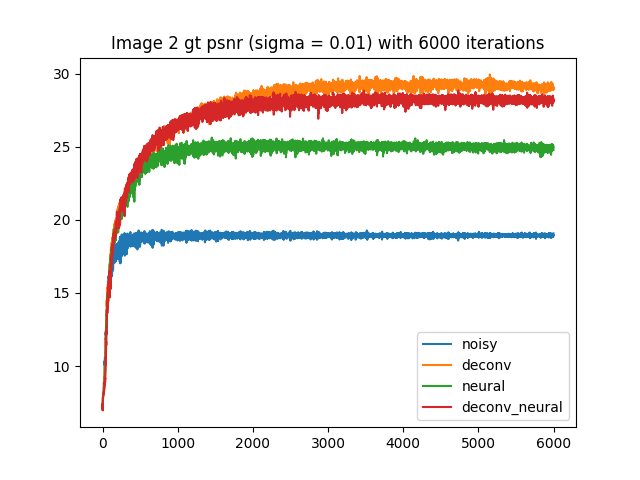 Image 2 gt psnr (sigma = 0.01) with 6000 iterations
30
25
20
15
10
0 1000 2000 3000 4000 5000 6000
noisy
deconv
neural
deconv_neural